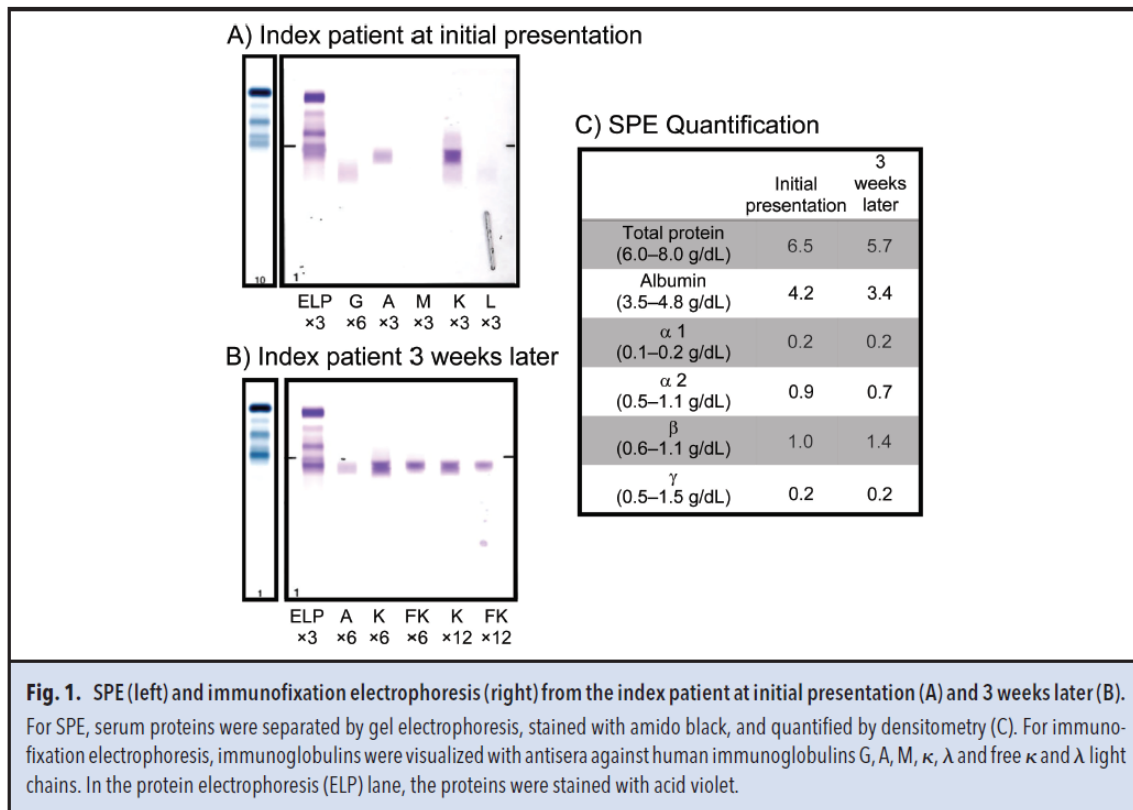 A) Index patient at initial presentation
10
1
ELP G A M K L
×3 ×6 ×3 ×3 ×3 ×3
B) Index patient 3 weeks later
1
1
ELP A K FK K FK
×3 ×6 ×6 ×6 ×12 ×12
C) SPE Quantification
Initial
presentation
3
weeks
later
Total protein
(6.0–8.0 g/dL)
6.5
5.7
Albumin
(3.5–4.8 g/dL)
4.2
3.4
α 1
(0.1–0.2 g/dL)
0.2
0.2
α 2
(0.5–1.1 g/dL)
0.9
0.7
β
(0.6–1.1 g/dL)
1.0
1.4
γ
(0.5–1.5 g/dL)
0.2
0.2
Fig. 1. SPE (left) and immunofixation electrophoresis (right) from the index patient at initial presentation (A) and 3 weeks later (B).
For SPE, serum proteins were separated by gel electrophoresis, stained with amido black, and quantified by densitometry (C). For immuno-
fixation electrophoresis, immunoglobulins were visualized with antisera against human immunoglobulins G, A, M, κ, λ and free κ and λ light
chains. In the protein electrophoresis (ELP) lane, the proteins were stained with acid violet.